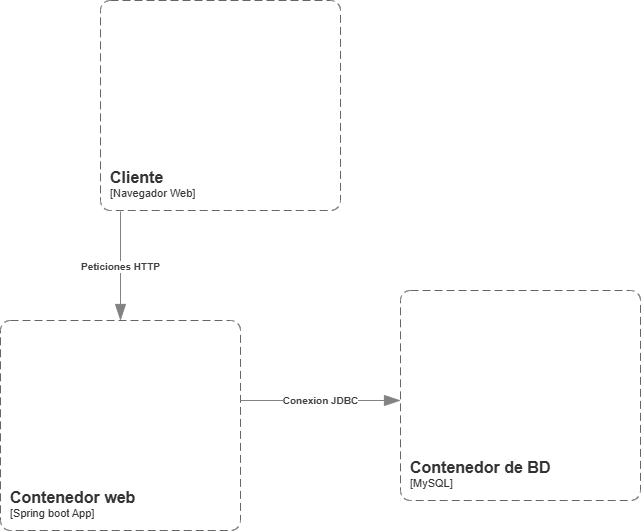 Cliente
[Navegador Web]
Peticiones HTTP
Conexion JDBC
Contenedor de BD
[MySQL]
Contenedor web
[Spring boot App]